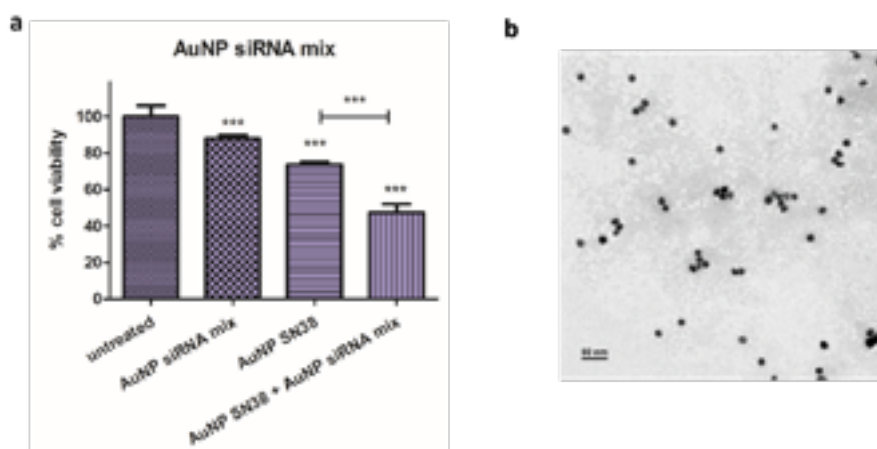 a
b
AuNP siRNA mix
% cell viability
100
80
60
40
20
0
***
***
***
***
untreated
AuNP siRNA mix
AuNP SN38
AuNP SN38 + AuNP siRNA mix
nm